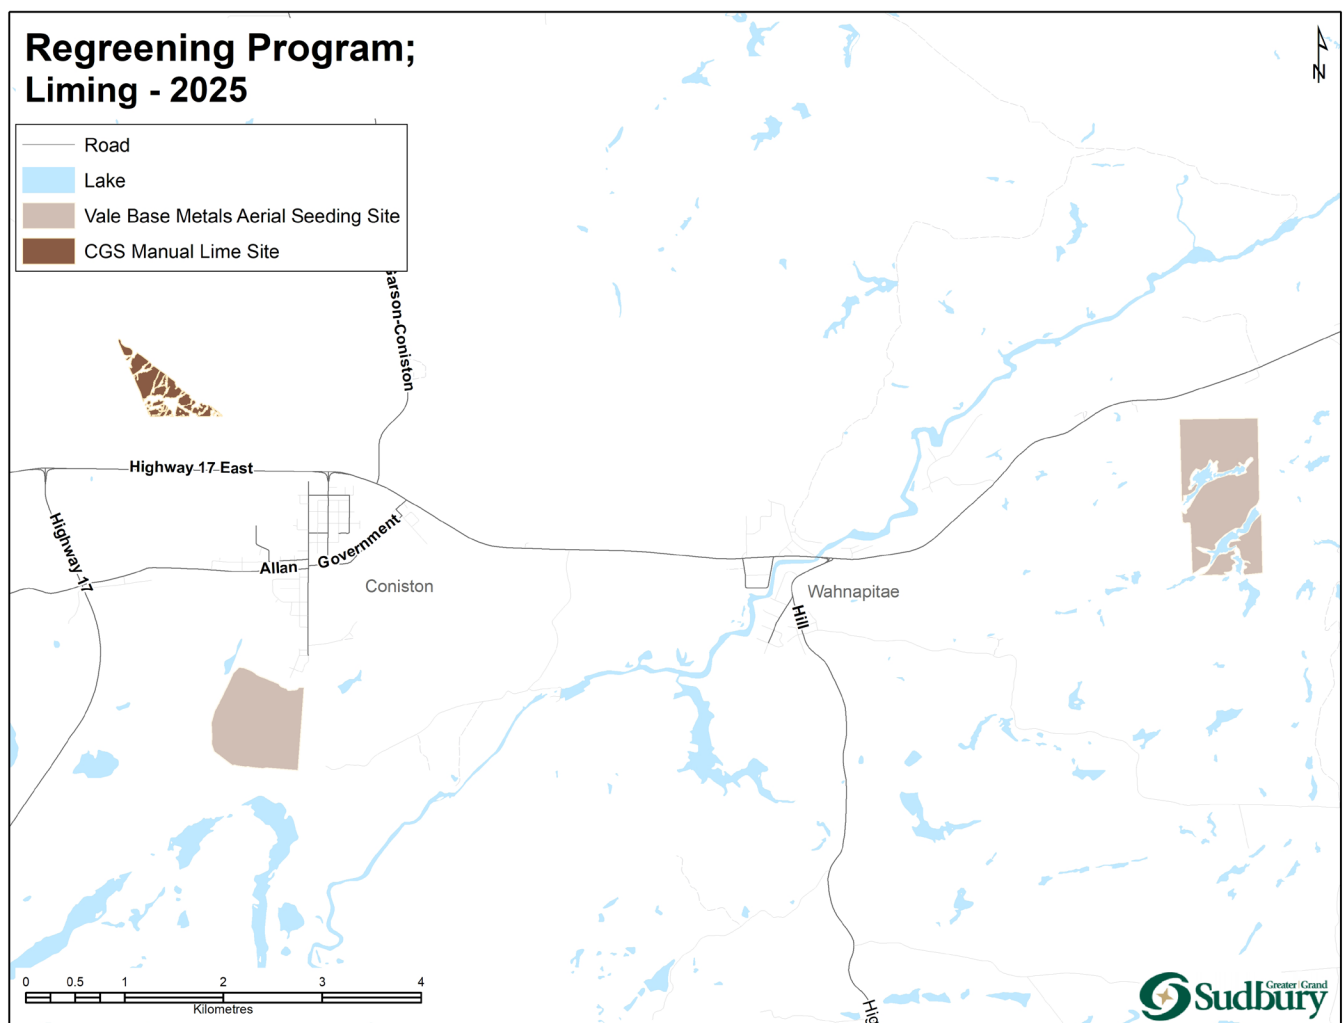 Regreening Program;
Liming - 2025
Road
Lake
Vale Base Metals Aerial Seeding Site
CGS Manual Lime Site
N
arson-Coniston
Highway 17 East
Highway 17
Allan
Government
Coniston
Wahnapitae
Hill
Hig
0 0.5 1 2 3 4
Kilometres
Greater | Grand
Sudbury